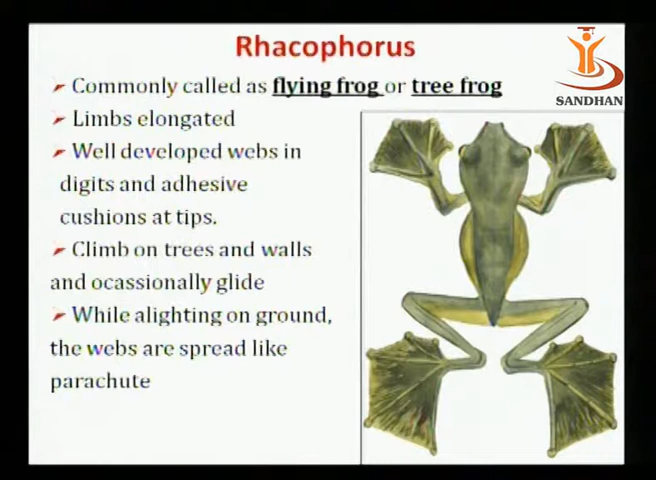 Rhacophorus
SANDHAN
➢ Commonly called as flying frog or tree frog
➢ Limbs elongated
➢ Well developed webs in
digits and adhesive
cushions at tips.
➢ Climb on trees and walls
and ocassionally glide
➢ While alighting on ground,
the webs are spread like
parachute